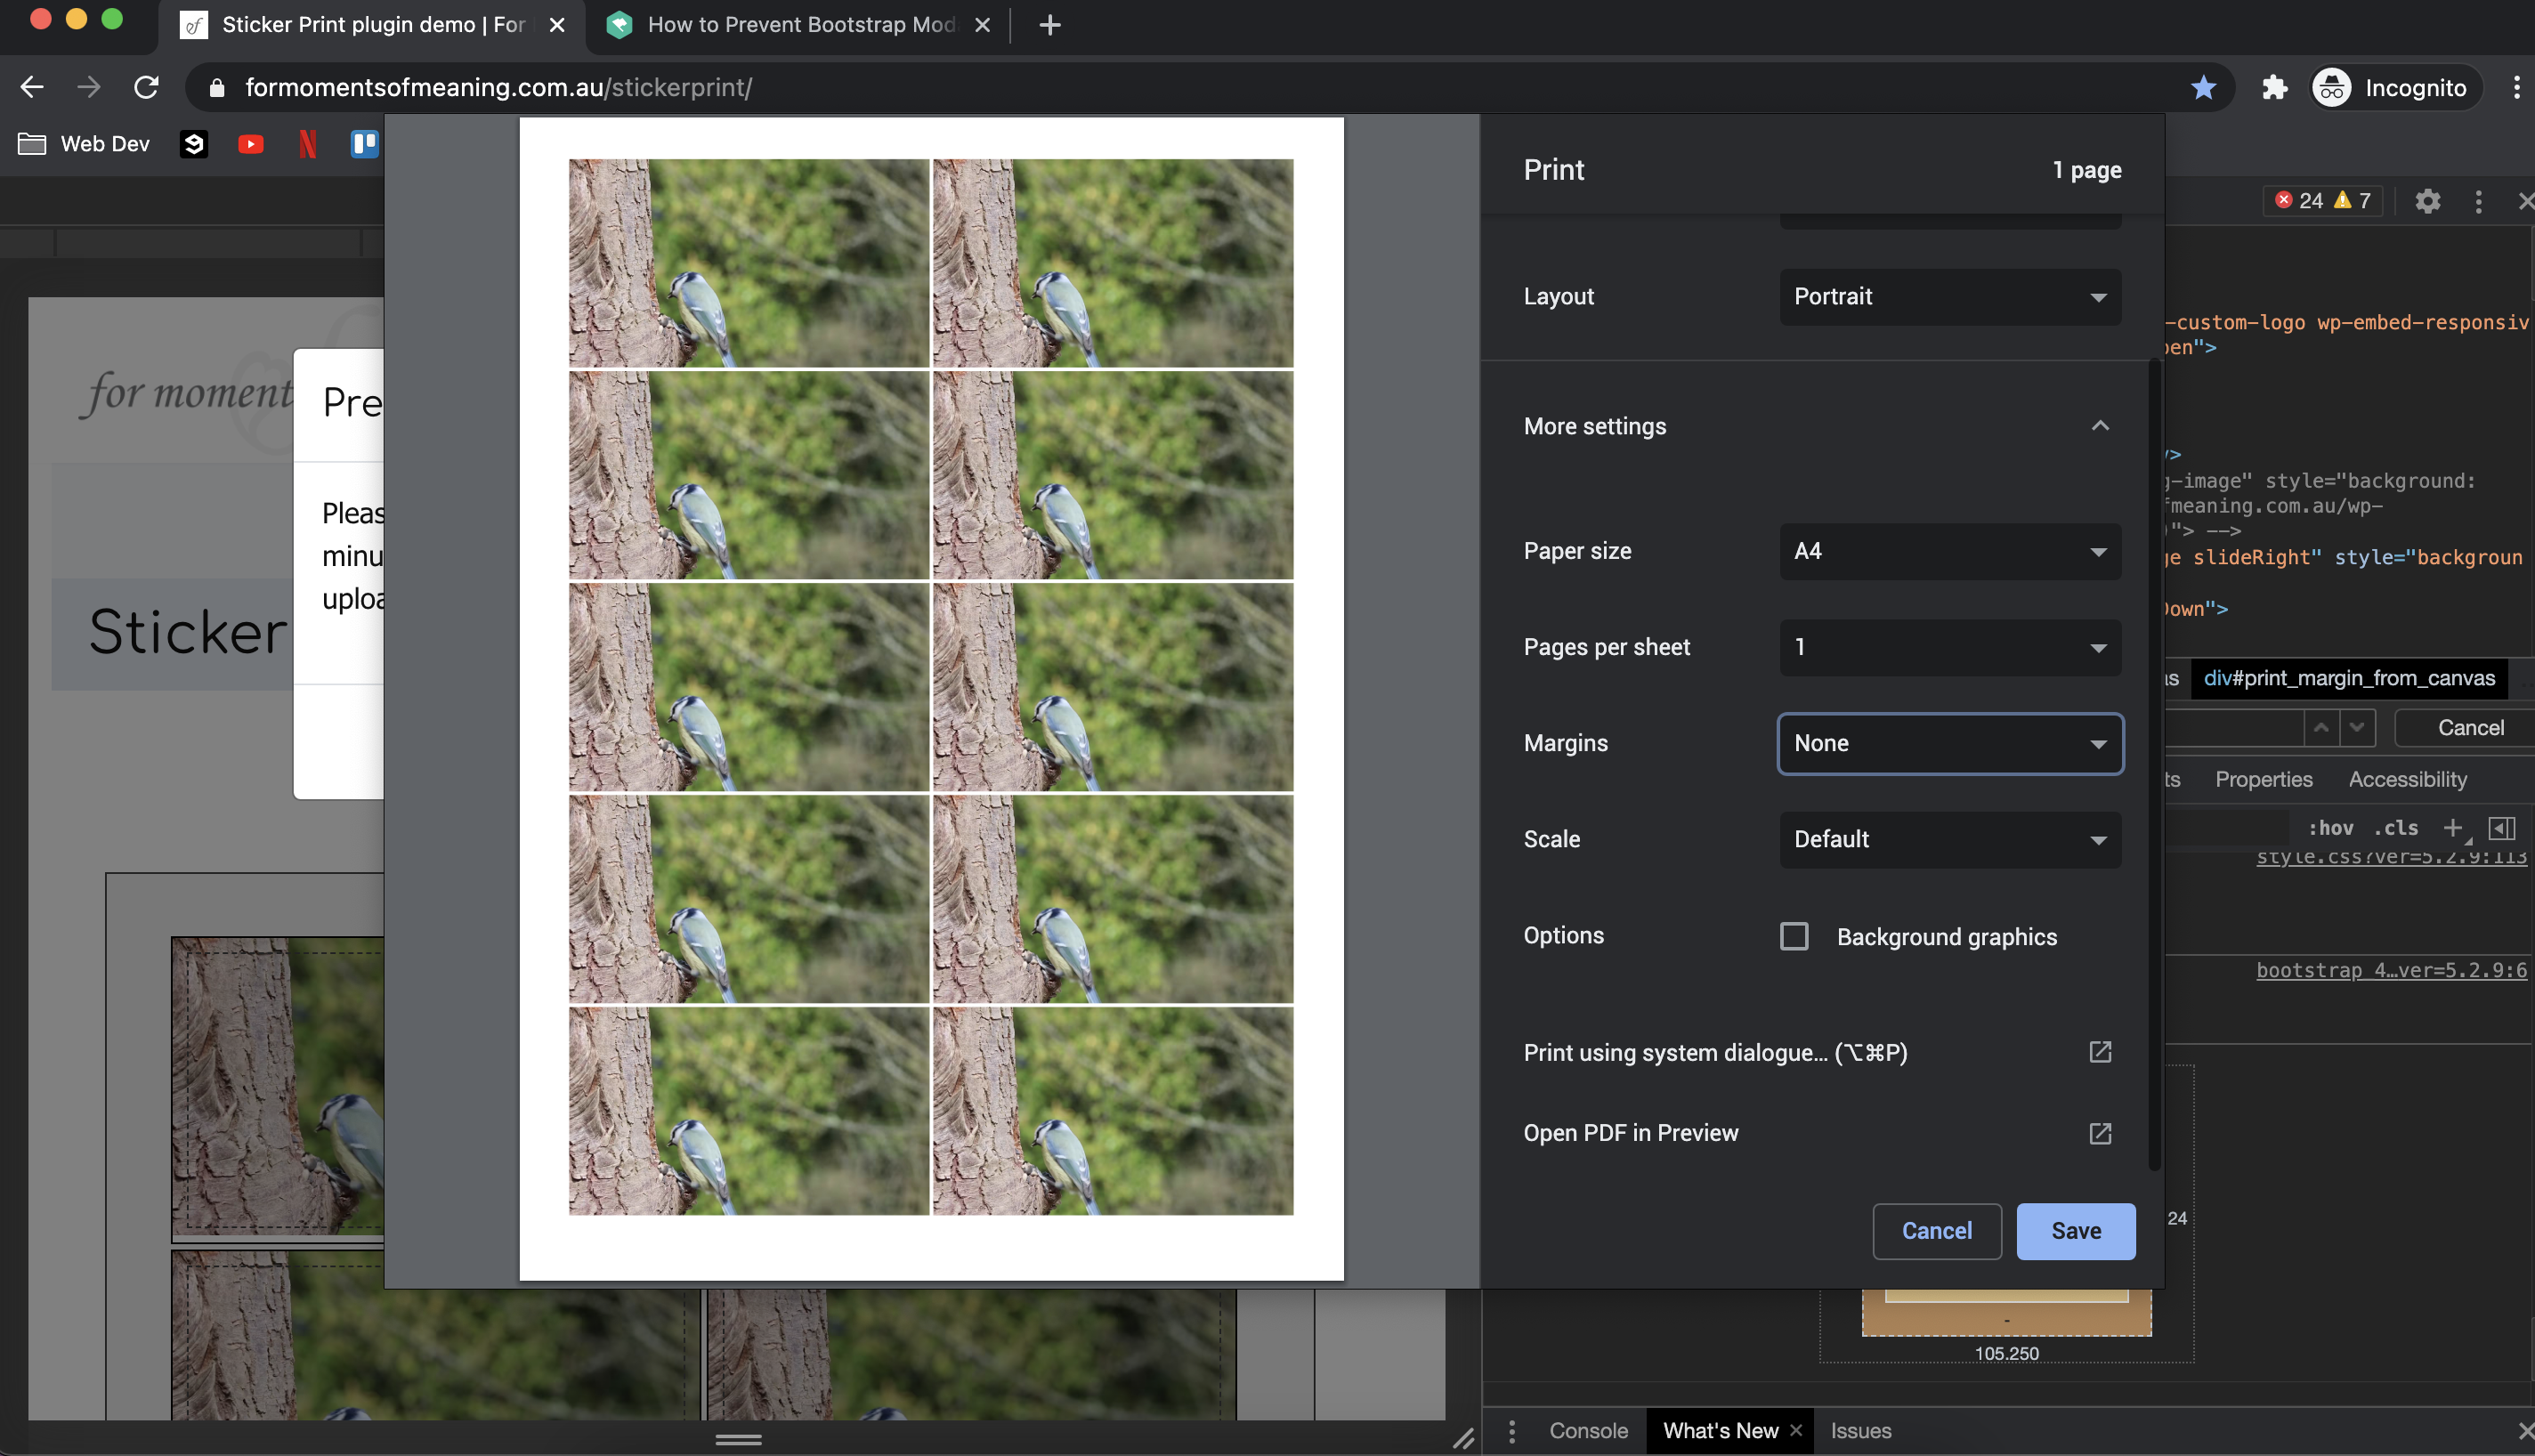 Sticker Print plugin demo | For
How to Prevent Bootstrap Mod
formomentsofmeaning.com.au/stickerprint/
Incognito
Web Dev
Print
1 page
24
7
Layout
Portrait
-custom-logo wp-embed-responsiv
pen">
for moment
Pre
More settings
g-image" style="background:
fmeaning.com.au/wp-
"> -->
Pleas
minu
uploa
Paper size
A4
ge slideRight" style="backgroun
Down">
Sticker
Pages per sheet
1
div#print_margin_from_canvas
Margins
None
Cancel
ts
Properties
Accessibility
:hov
.cls
Scale
Default
style.css?ver=5.2.9:113
Options
Background graphics
bootstrap_4…ver=5.2.9:6
Print using system dialogue… (⌥⌘P)
Open PDF in Preview
Cancel
Save
24
-
105.250
Console
What's New
Issues